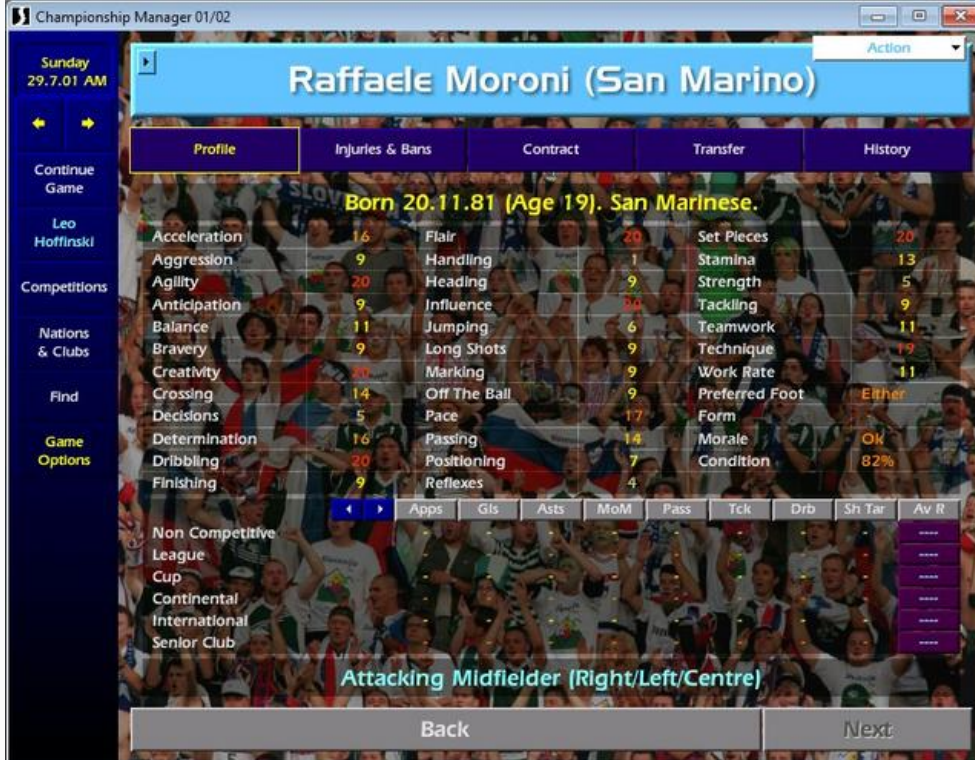 Championship Manager 01/02
Sunday
29.7.01 AM
Continue
Game
Leo
Hoffinski
Competitions
Nations
& Clubs
Find
Game
Options
Action
Raffaele Moroni (San Marino)
Profile Injuries & Bans Contract Transfer History
Born 20.11.81 (Age 19). San Marinese.
Acceleration 16 Flair 20 Set Pieces 20
Aggression 9 Handling 1 Stamina 13
Agility 20 Heading 9 Strength 5
Anticipation 9 Influence 20 Tackling 9
Balance 11 Jumping 6 Teamwork 11
Bravery 9 Long Shots 9 Technique 19
Creativity 20 Marking 9 Work Rate 11
Crossing 14 Off The Ball 9 Preferred Foot Either
Decisions 5 Pace 17 Form -
Determination 16 Passing 14 Morale Ok
Dribbling 20 Positioning 7 Condition 82%
Finishing 9 Reflexes 4
Apps Gls Asts MoM Pass Tck Drb Sh Tar Av R
Non Competitive - - - - - - - - ----
League - - - - - - - - ----
Cup - - - - - - - - ----
Continental - - - - - - - - ----
International - - - - - - - - ----
Senior Club - - - - - - - - ----
Attacking Midfielder (Right/Left/Centre)
Back Next